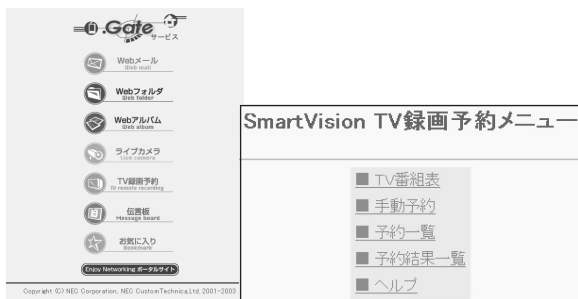 .Gate
サービス
Webメール
Web mail
Webフォルダ
Web folder
Webアルバム
Web album
ライブカメラ
Live camera
TV録画予約
TV remote recording
伝言板
Message board
お気に入り
Bookmark
Enjoy Networking ポータルサイト
Copyright (C) NEC Corporation, NEC CustomTechnica,Ltd. 2001-2003
SmartVision TV録画予約メニュー
■ TV番組表
■ 手動予約
■ 予約一覧
■ 予約結果一覧
■ ヘルプ